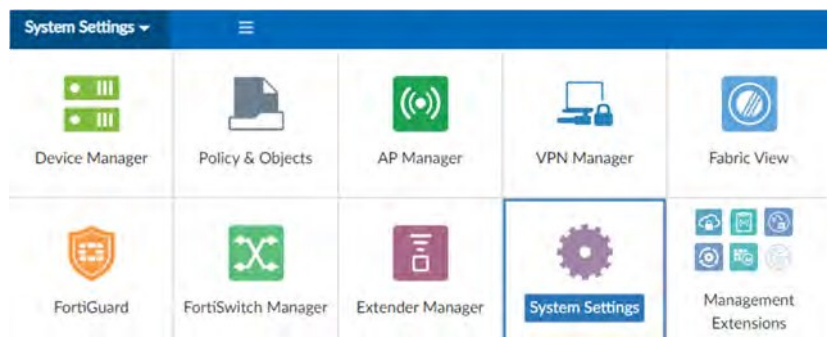 System Settings
Device Manager
Policy & Objects
AP Manager
VPN Manager
Fabric View
FortiGuard
FortiSwitch Manager
Extender Manager
System Settings
Management
Extensions